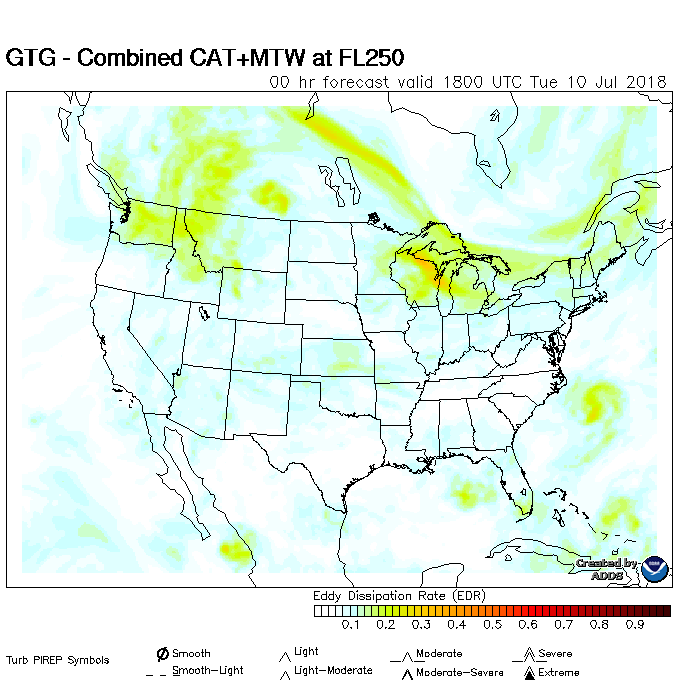 GTG - Combined CAT+MTW at FL250
00 hr forecast valid 1800 UTC Tue 10 Jul 2018
Created by
ADDS
Eddy Dissipation Rate (EDR)
0.1 0.2 0.3 0.4 0.5 0.6 0.7 0.8 0.9
Turb PIREP Symbols
Smooth Light Moderate Severe
Smooth-Light Light-Moderate Moderate-Severe Extreme